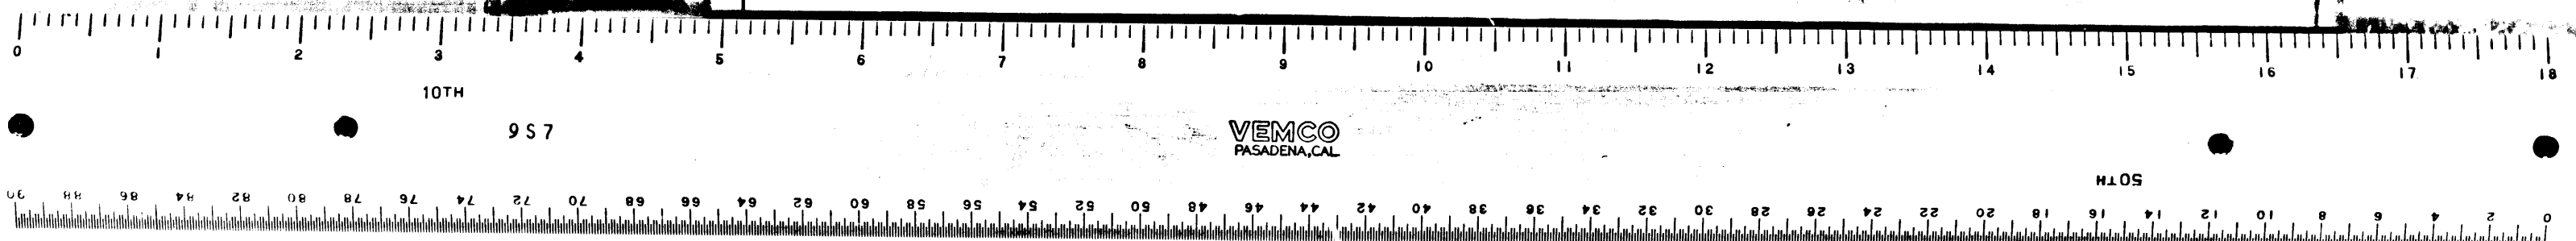 0 1 2 3 4 5 6 7 8 9 10 11 12 13 14 15 16 17 18
10TH
9S7
VEMCO
PASADENA, CAL
50TH
90 88 86 84 82 80 78 76 74 72 70 68 66 64 62 60 58 56 54 52 50 48 46 44 42 40 38 36 34 32 30 28 26 24 22 20 18 16 14 12 10 8 6 4 2 0